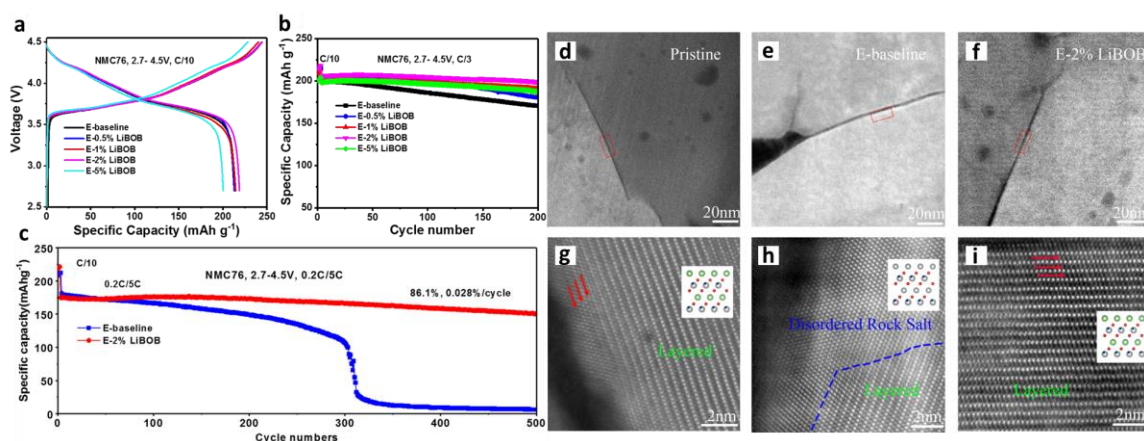 a
4.5
4.0
3.5
3.0
2.5
Voltage (V)
NMC76, 2.7- 4.5V, C/10
E-baseline
E-0.5% LiBOB
E-1% LiBOB
E-2% LiBOB
E-5% LiBOB
0 50 100 150 200 250
Specific Capacity (mAh g-1)
b
250
200
150
100
50
0
Specific Capacity (mAh g-1)
C/10
NMC76, 2.7- 4.5V, C/3
E-baseline
E-0.5% LiBOB
E-1% LiBOB
E-2% LiBOB
E-5% LiBOB
0 50 100 150 200
Cycle number
c
250
200
150
100
50
0
Specific capacity(mAhg-1)
C/10
NMC76, 2.7-4.5V, 0.2C/5C
0.2C/5C
86.1%, 0.028%/cycle
E-baseline
E-2% LiBOB
0 100 200 300 400 500
Cycle numbers
d
Pristine
20nm
e
E-baseline
20nm
f
E-2% LiBOB
20nm
g
Layered
2nm
h
Disordered Rock Salt
Layered
2nm
i
Layered
2nm